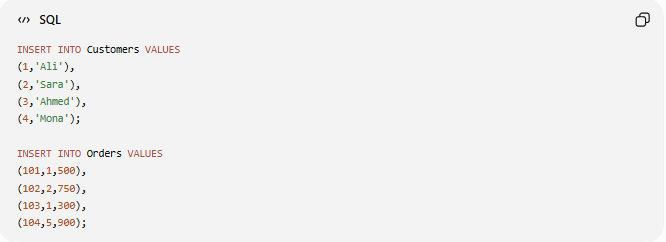 SQL
INSERT INTO Customers VALUES
(1,'Ali'),
(2,'Sara'),
(3,'Ahmed'),
(4,'Mona');
INSERT INTO Orders VALUES
(101,1,500),
(102,2,750),
(103,1,300),
(104,5,900);